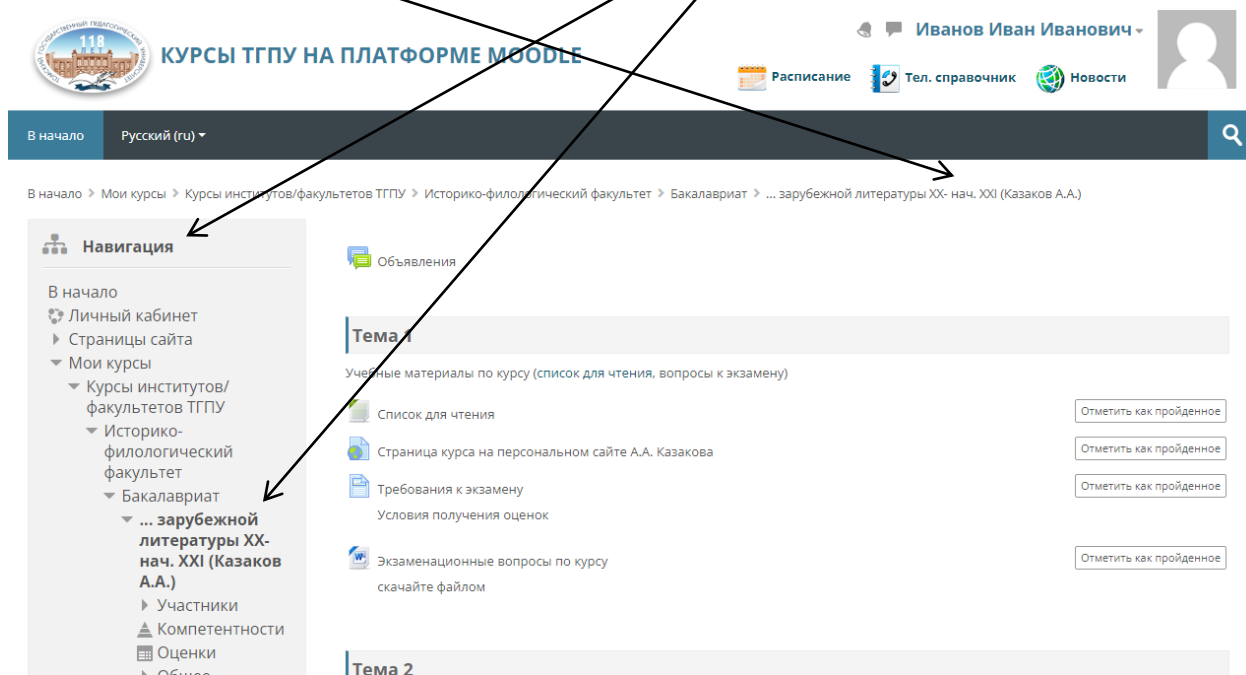 118
ЛЕТ
КУРСЫ ТГПУ НА ПЛАТФОРМЕ MOODLE
Иванов Иван Иванович
Расписание
Тел. справочник
Новости
В начало
Русский (ru)
В начало > Мои курсы > Курсы институтов/факультетов ТГПУ > Историко-филологический факультет > Бакалавриат > ... зарубежной литературы XX- нач. XXI (Казаков А.А.)
Навигация
В начало
Личный кабинет
Страницы сайта
Мои курсы
Курсы институтов/
факультетов ТГПУ
Историко-
филологический
факультет
Бакалавриат
... зарубежной
литературы XX-
нач. XXI (Казаков
А.А.)
Участники
Компетентности
Оценки
Общее
Объявления
Тема 1
Учебные материалы по курсу (список для чтения, вопросы к экзамену)
Список для чтения
Отметить как пройденное
Страница курса на персональном сайте А.А. Казакова
Отметить как пройденное
Требования к экзамену
Отметить как пройденное
Условия получения оценок
Экзаменационные вопросы по курсу
Отметить как пройденное
скачайте файлом
Тема 2